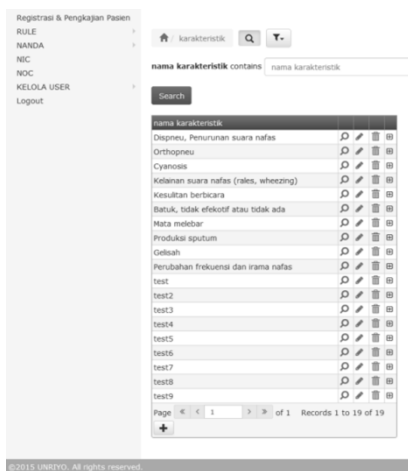 Registrasi & Pengkajian Pasien
RULE
NANDA
NIC
NOC
KELOLA USER
Logout
/ karakteristik
nama karakteristik contains nama karakteristik
Search
nama karakteristik
Dispneu, Penurunan suara nafas
Orthopneu
Cyanosis
Kelainan suara nafas (rales, wheezing)
Kesulitan berbicara
Batuk, tidak efekotif atau tidak ada
Mata melebar
Produksi sputum
Gelisah
Perubahan frekuensi dan irama nafas
test
test2
test3
test4
test5
test6
test7
test8
test9
Page « < 1 > » of 1 Records 1 to 19 of 19
©2015 UNRIYO. All rights reserved.